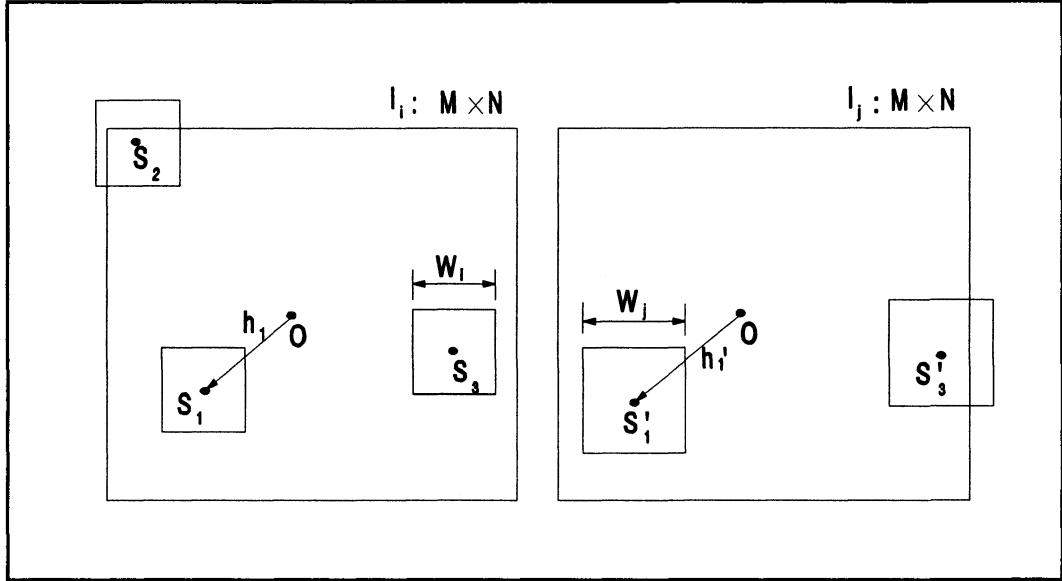 I_i : M × N
I_j : M × N
S_2
W_i
W_j
h_1
O
O
h_1'
S_3
S_3'
S_1
S_1'